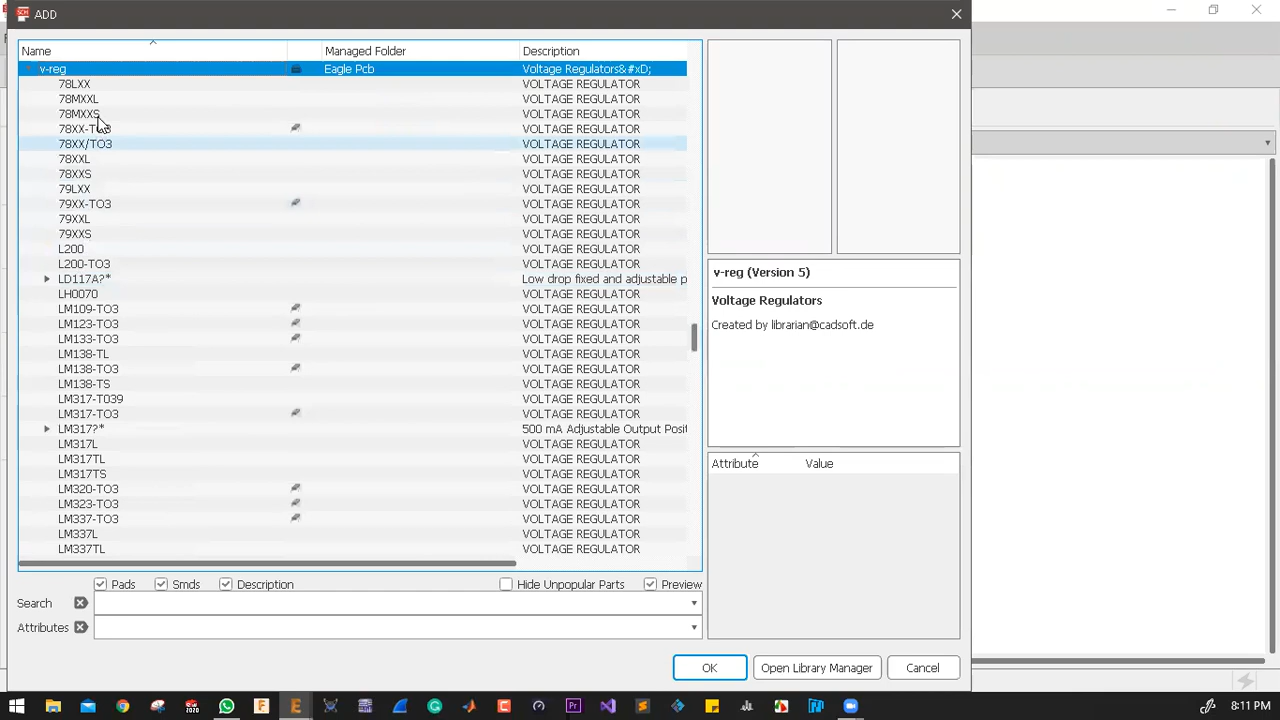 ADD
Name Managed Folder Description
v-reg Eagle Pcb Voltage Regulators&#xD;
78LXX VOLTAGE REGULATOR
78MXXL VOLTAGE REGULATOR
78MXXS VOLTAGE REGULATOR
78XX-TO3 VOLTAGE REGULATOR
78XX/TO3 VOLTAGE REGULATOR
78XXL VOLTAGE REGULATOR
78XXS VOLTAGE REGULATOR
79LXX VOLTAGE REGULATOR
79XX-TO3 VOLTAGE REGULATOR
79XXL VOLTAGE REGULATOR
79XXS VOLTAGE REGULATOR
L200 VOLTAGE REGULATOR
L200-TO3 VOLTAGE REGULATOR
LD117A?* Low drop fixed and adjustable p
LH0070 VOLTAGE REGULATOR
LM109-TO3 VOLTAGE REGULATOR
LM123-TO3 VOLTAGE REGULATOR
LM133-TO3 VOLTAGE REGULATOR
LM138-TL VOLTAGE REGULATOR
LM138-TO3 VOLTAGE REGULATOR
LM138-TS VOLTAGE REGULATOR
LM317-TO39 VOLTAGE REGULATOR
LM317-TO3 VOLTAGE REGULATOR
LM317?* 500 mA Adjustable Output Posit
LM317L VOLTAGE REGULATOR
LM317TL VOLTAGE REGULATOR
LM317TS VOLTAGE REGULATOR
LM320-TO3 VOLTAGE REGULATOR
LM323-TO3 VOLTAGE REGULATOR
LM337-TO3 VOLTAGE REGULATOR
LM337L VOLTAGE REGULATOR
LM337TL VOLTAGE REGULATOR
v-reg (Version 5)
Voltage Regulators
Created by librarian@cadsoft.de
Attribute Value
Pads Smds Description Hide Unpopular Parts Preview
Search
Attributes
OK Open Library Manager Cancel
8:11 PM